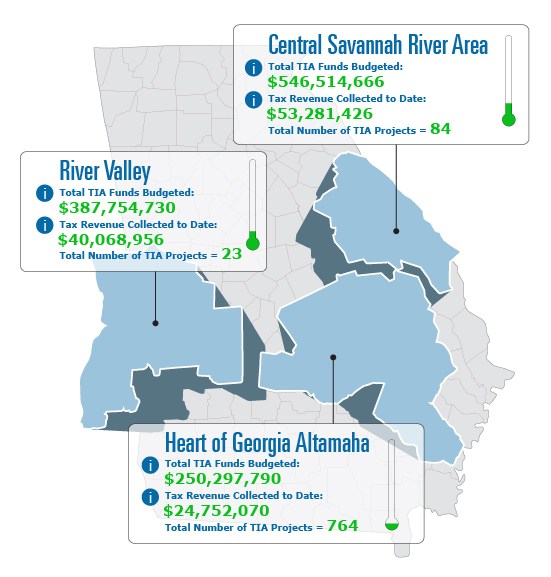 Central Savannah River Area
i Total TIA Funds Budgeted:
$546,514,666
i Tax Revenue Collected to Date:
$53,281,426
Total Number of TIA Projects = 84
River Valley
i Total TIA Funds Budgeted:
$387,754,730
i Tax Revenue Collected to Date:
$40,068,956
Total Number of TIA Projects = 23
Heart of Georgia Altamaha
i Total TIA Funds Budgeted:
$250,297,790
i Tax Revenue Collected to Date:
$24,752,070
Total Number of TIA Projects = 764